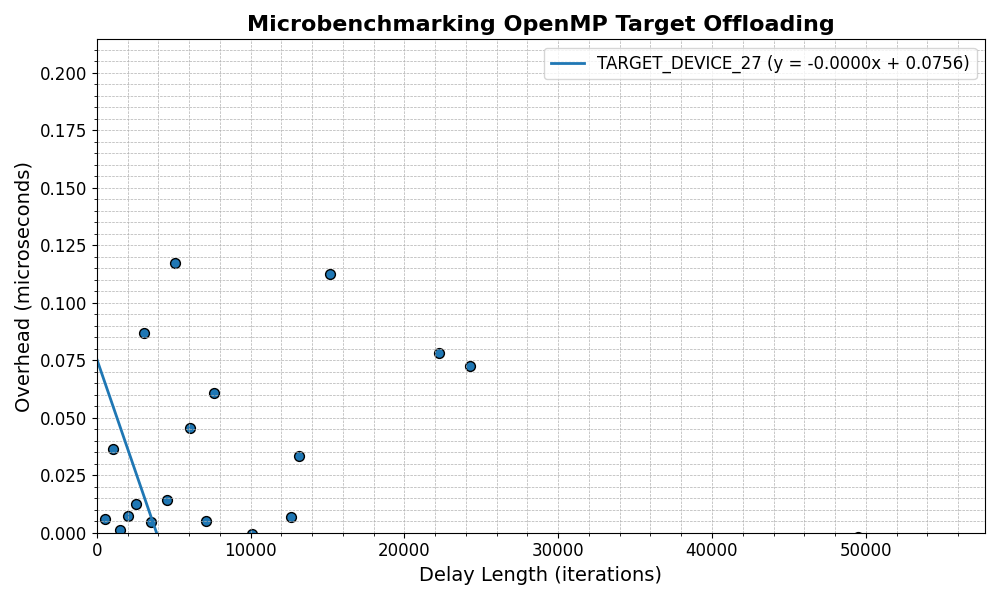 Microbenchmarking OpenMP Target Offloading
TARGET_DEVICE_27 (y = -0.0000x + 0.0756)
Overhead (microseconds)
0.200
0.175
0.150
0.125
0.100
0.075
0.050
0.025
0.000
0 10000 20000 30000 40000 50000
Delay Length (iterations)